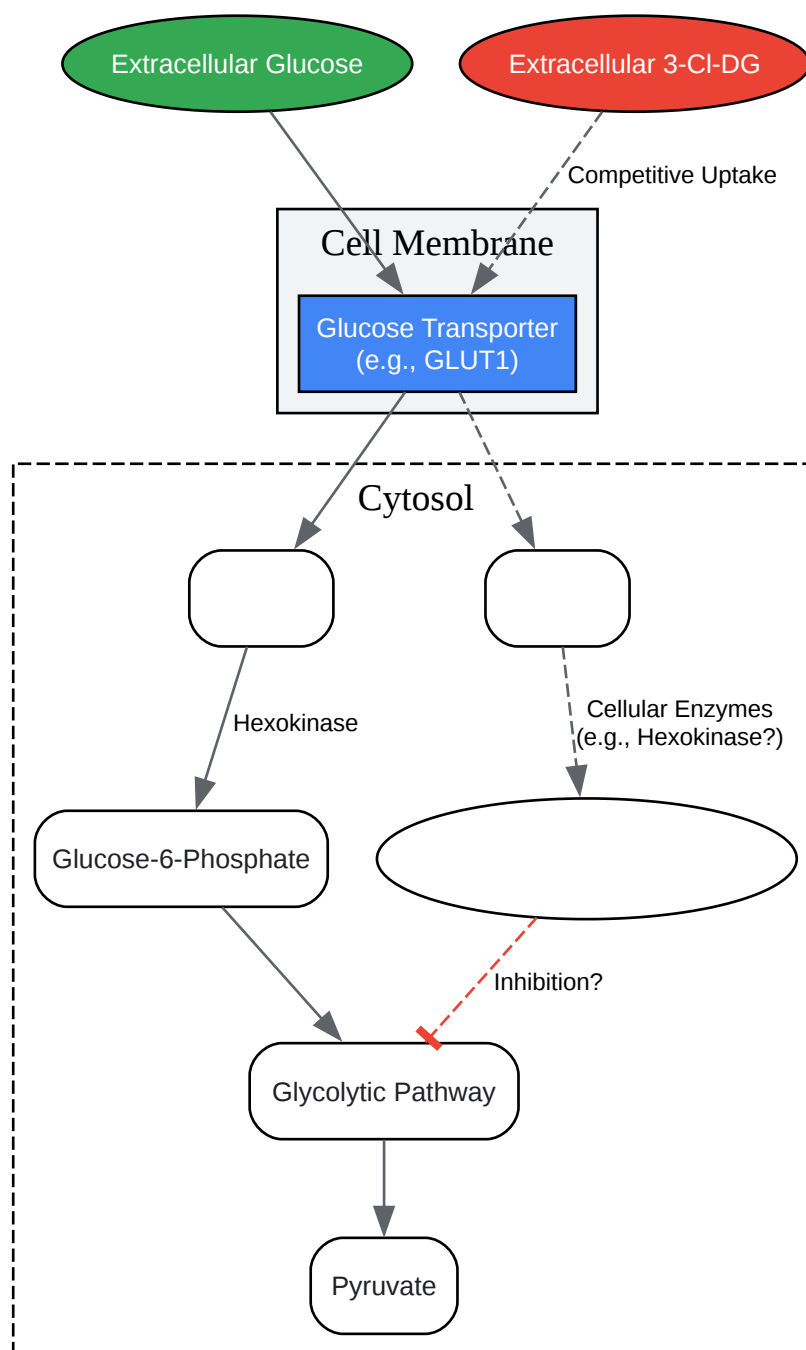 Extracellular Glucose
Extracellular 3-Cl-DG
Competitive Uptake
Cell Membrane
Glucose Transporter
(e.g., GLUT1)
Cytosol
Hexokinase
Cellular Enzymes
(e.g., Hexokinase?)
Glucose-6-Phosphate
Inhibition?
Glycolytic Pathway
Pyruvate